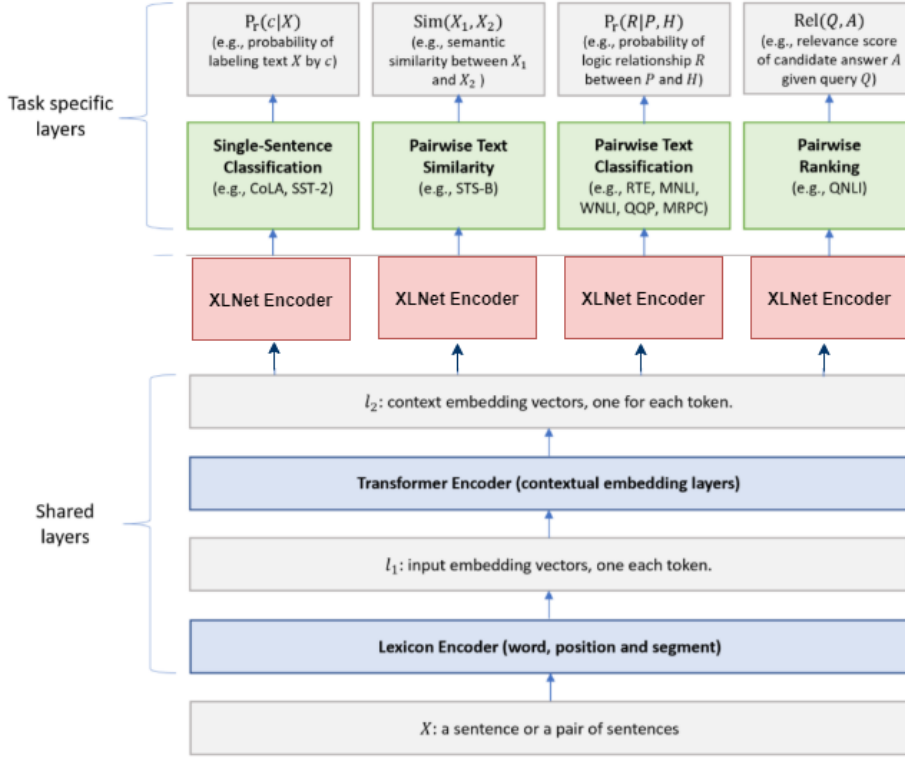 Pr(c|X)
(e.g., probability of
labeling text X by c)
Sim(X₁, X₂)
(e.g., semantic
similarity between X₁
and X₂ )
Pr(R|P, H)
(e.g., probability of
logic relationship R
between P and H)
Rel(Q, A)
(e.g., relevance score
of candidate answer A
given query Q)
Task specific
layers
Single-Sentence
Classification
(e.g., CoLA, SST-2)
Pairwise Text
Similarity
(e.g., STS-B)
Pairwise Text
Classification
(e.g., RTE, MNLI,
WNLI, QQP, MRPC)
Pairwise
Ranking
(e.g., QNLI)
XLNet Encoder
XLNet Encoder
XLNet Encoder
XLNet Encoder
l₂: context embedding vectors, one for each token.
Transformer Encoder (contextual embedding layers)
Shared
layers
l₁: input embedding vectors, one each token.
Lexicon Encoder (word, position and segment)
X: a sentence or a pair of sentences